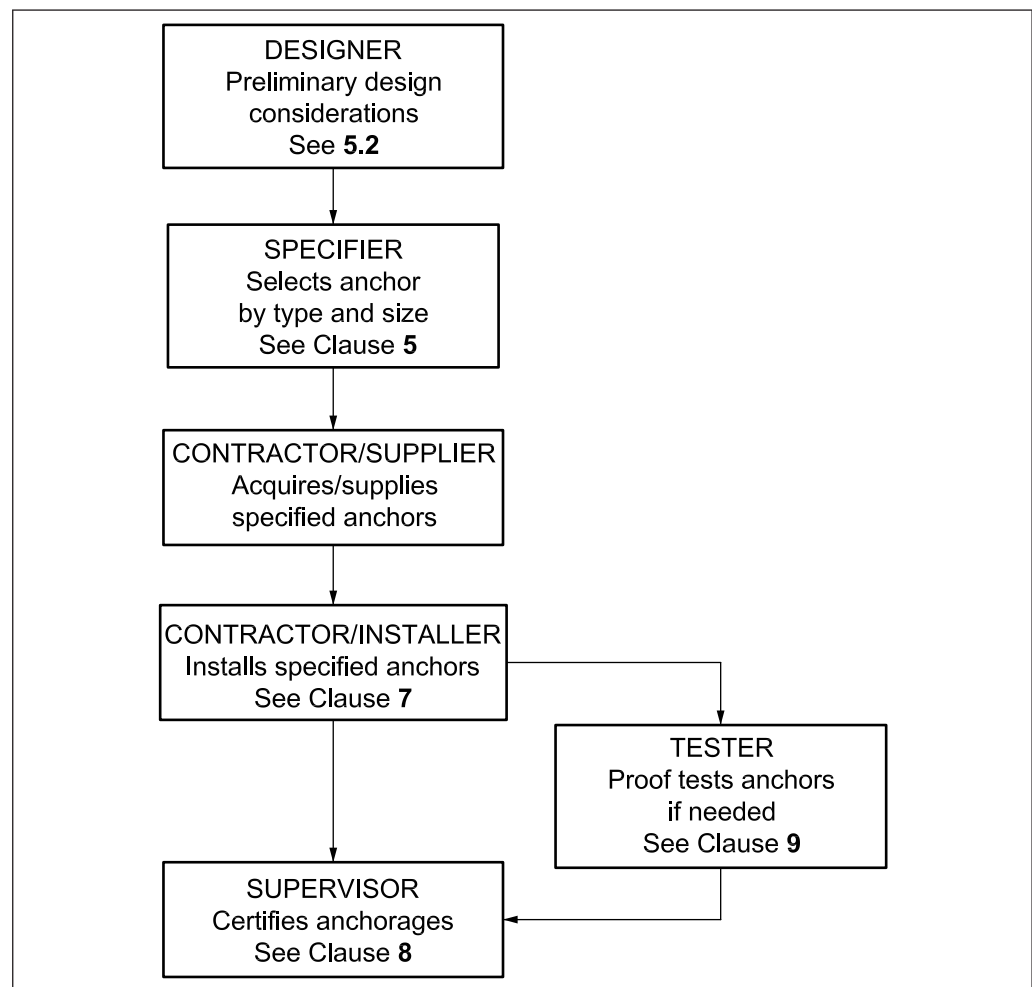 DESIGNER
Preliminary design
considerations
See 5.2
SPECIFIER
Selects anchor
by type and size
See Clause 5
CONTRACTOR/SUPPLIER
Acquires/supplies
specified anchors
CONTRACTOR/INSTALLER
Installs specified anchors
See Clause 7
TESTER
Proof tests anchors
if needed
See Clause 9
SUPERVISOR
Certifies anchorages
See Clause 8